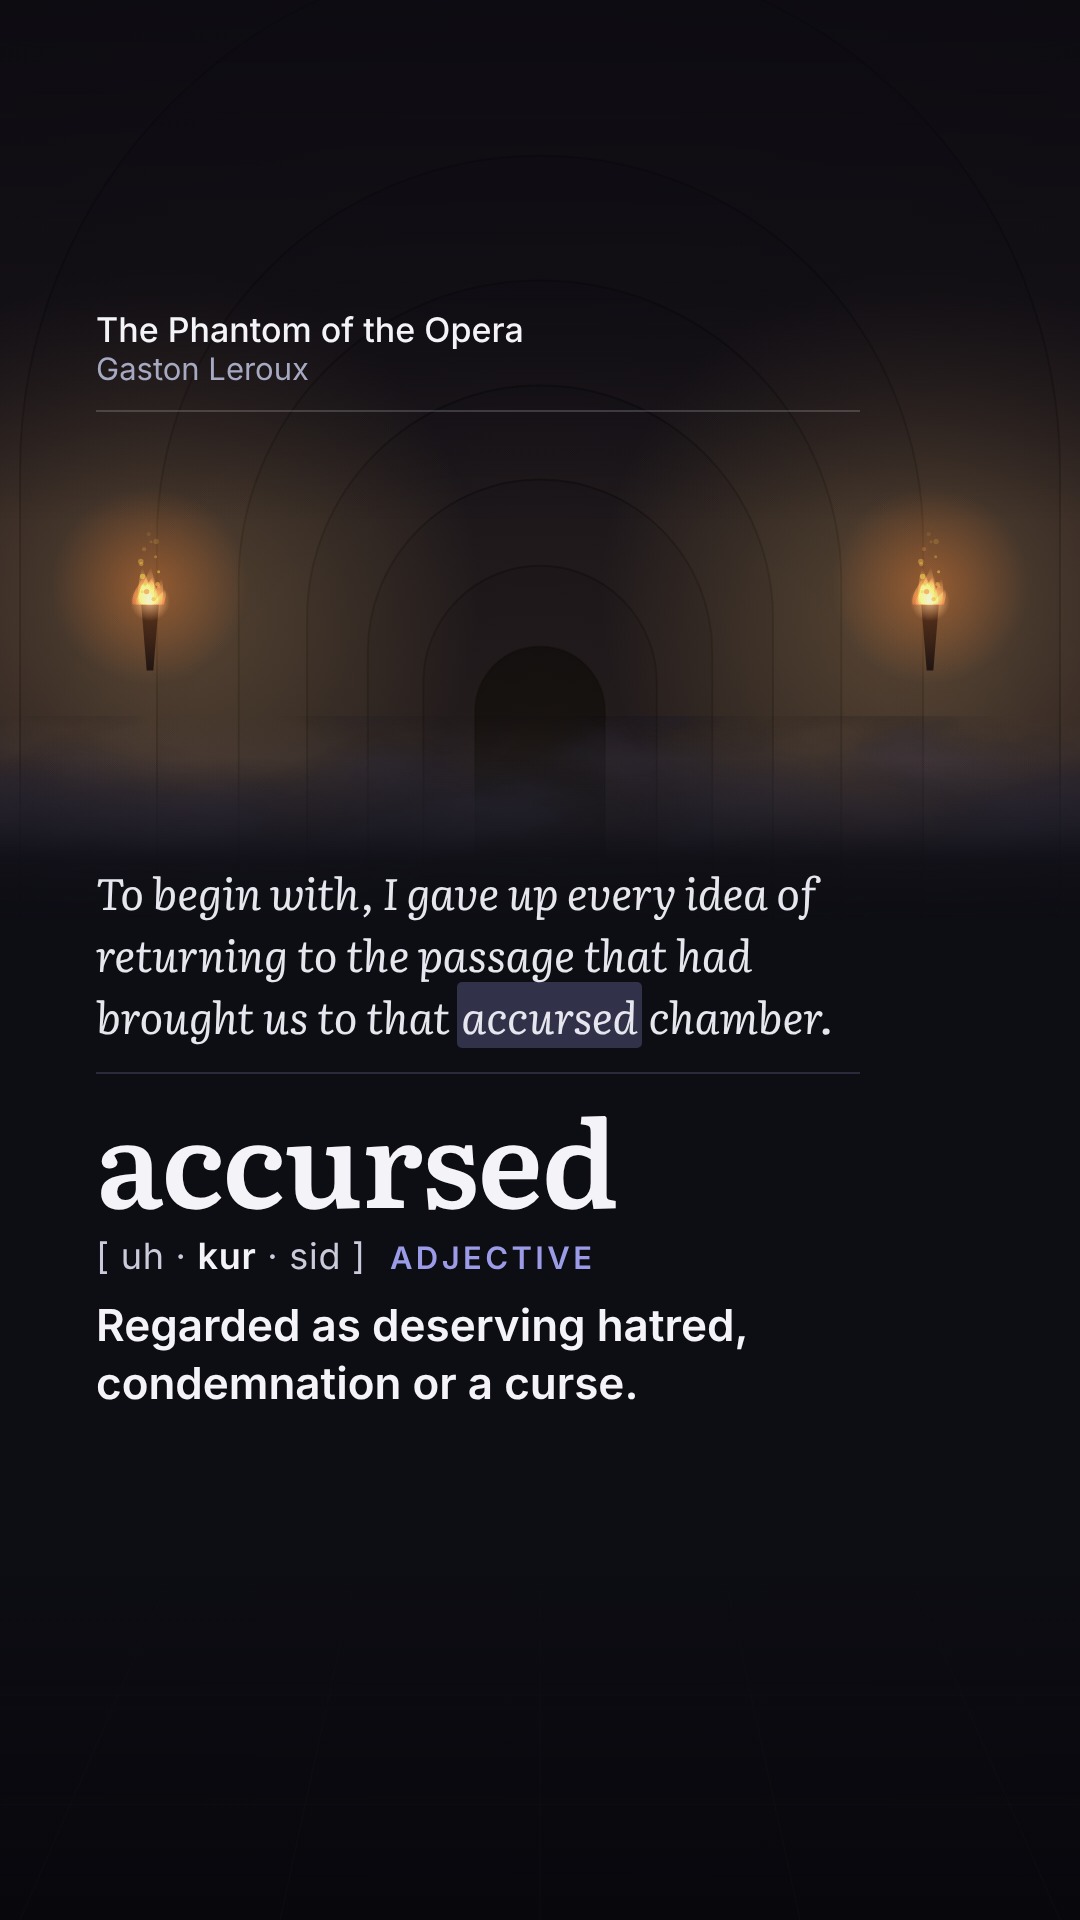 The Phantom of the Opera
Gaston Leroux
To begin with, I gave up every idea of
returning to the passage that had
brought us to that accursed chamber.
accursed
[ uh · kur · sid ] ADJECTIVE
Regarded as deserving hatred,
condemnation or a curse.